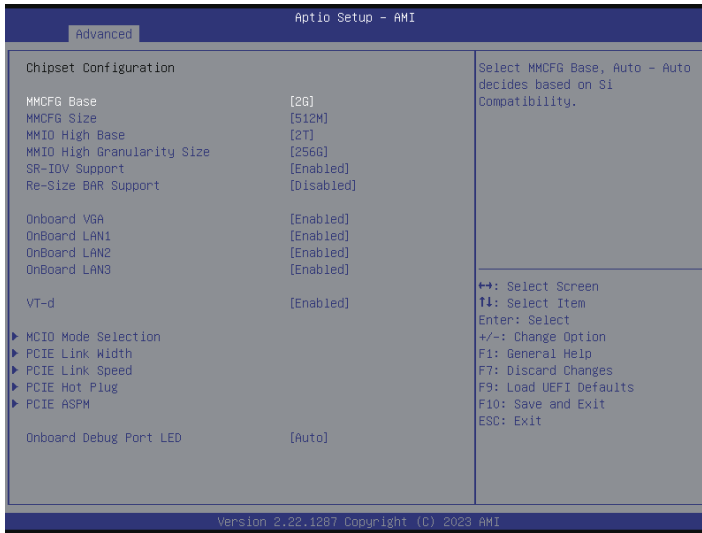 Aptio Setup – AMI
Advanced
Chipset Configuration
MMCFG Base [2G]
MMCFG Size [512M]
MMIO High Base [2T]
MMIO High Granularity Size [256G]
SR-IOV Support [Enabled]
Re-Size BAR Support [Disabled]
Onboard VGA [Enabled]
OnBoard LAN1 [Enabled]
OnBoard LAN2 [Enabled]
OnBoard LAN3 [Enabled]
VT-d [Enabled]
▶ MCIO Mode Selection
▶ PCIE Link Width
▶ PCIE Link Speed
▶ PCIE Hot Plug
▶ PCIE ASPM
Onboard Debug Port LED [Auto]
Select MMCFG Base, Auto - Auto
decides based on Si
Compatibility.
↔: Select Screen
↑↓: Select Item
Enter: Select
+/-: Change Option
F1: General Help
F7: Discard Changes
F9: Load UEFI Defaults
F10: Save and Exit
ESC: Exit
Version 2.22.1287 Copyright (C) 2023 AMI